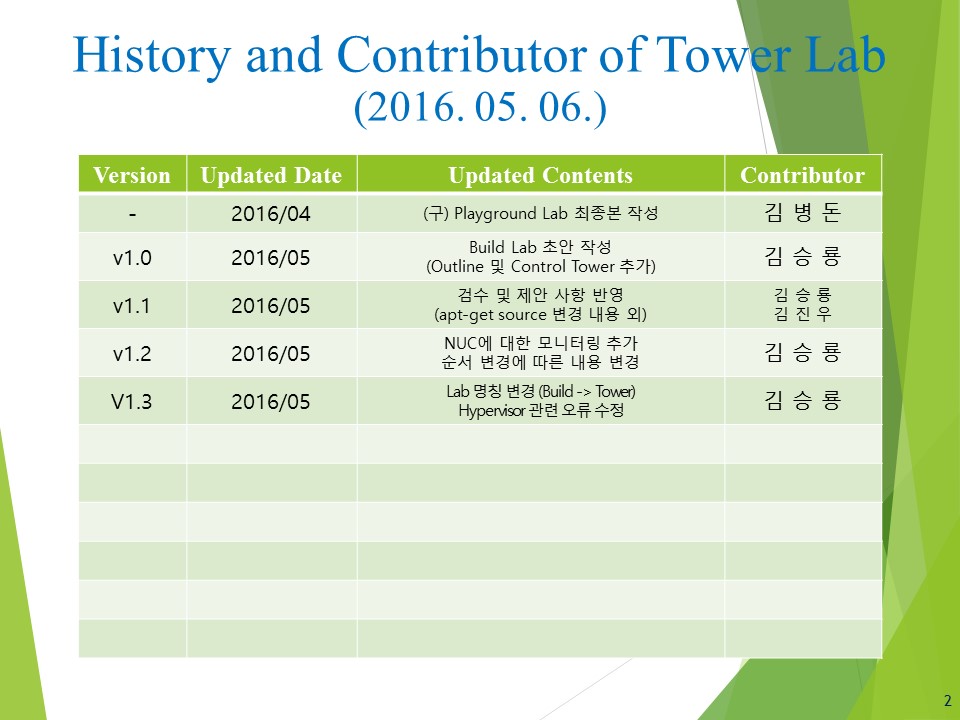 History and Contributor of Tower Lab
(2016. 05. 06.)
Version Updated Date Updated Contents Contributor
- 2016/04 (구) Playground Lab 최종본 작성 김 병 돈
v1.0 2016/05 Build Lab 초안 작성 김 승 룡
(Outline 및 Control Tower 추가)
v1.1 2016/05 검수 및 제안 사항 반영 김 승 룡
(apt-get source 변경 내용 외) 김 진 우
v1.2 2016/05 NUC에 대한 모니터링 추가 김 승 룡
순서 변경에 따른 내용 변경
V1.3 2016/05 Lab 명칭 변경 (Build -> Tower) 김 승 룡
Hypervisor 관련 오류 수정
2